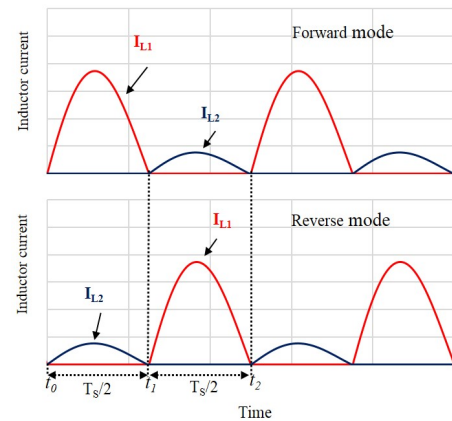 Inductor current
Forward mode
I_L1
I_L2
Inductor current
Reverse mode
I_L1
I_L2
t_0 T_S/2 t_1 T_S/2 t_2
Time